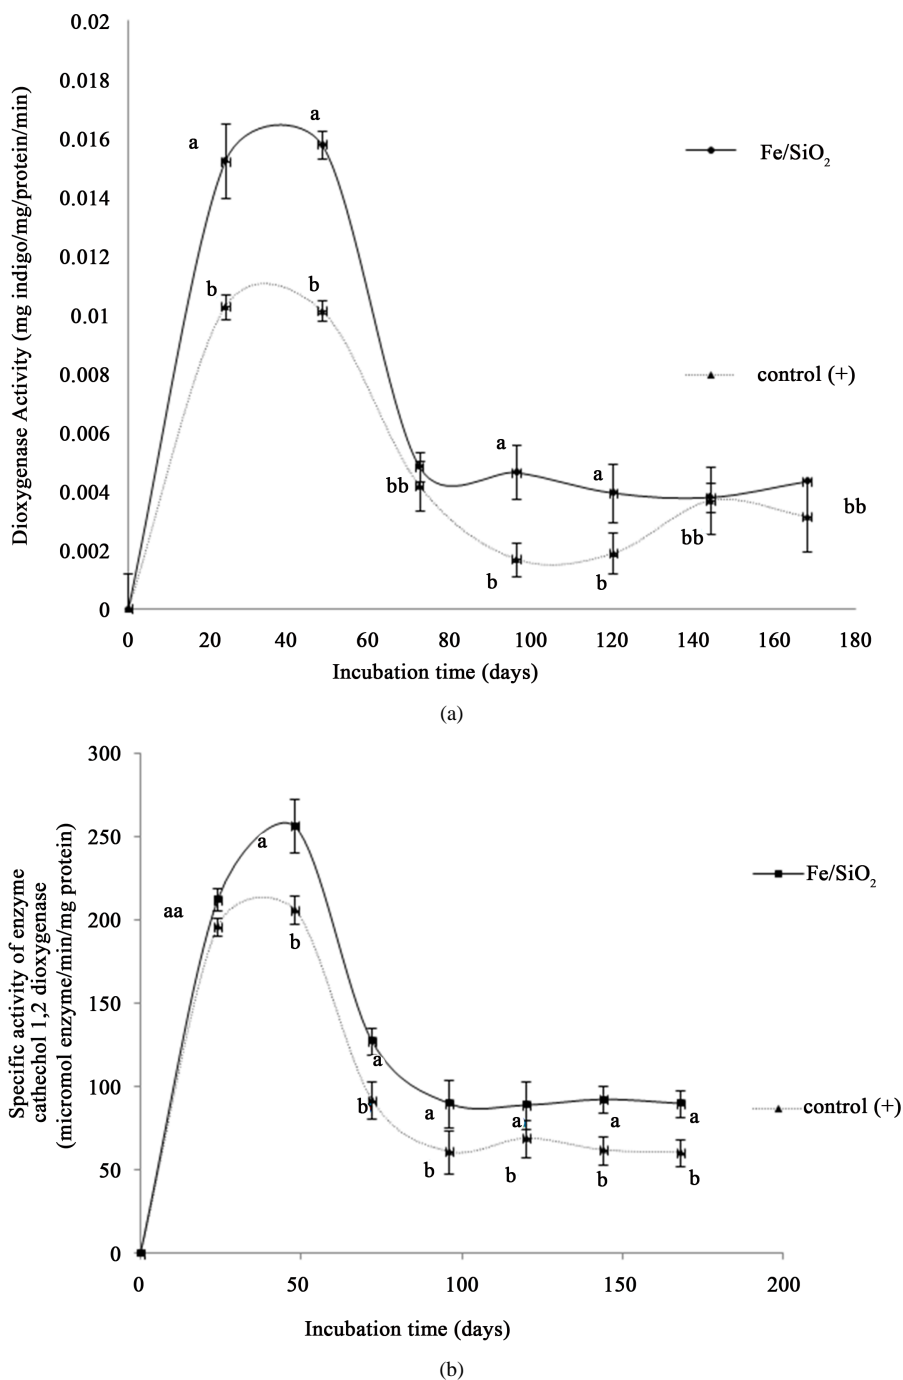 0.02
0.018
0.016
0.014
0.012
0.01
0.008
0.006
0.004
0.002
0
Dioxygenase Activity (mg indigo/mg/protein/min)
a
a
b
b
bb
a
b
a
b
bb
bb
Fe/SiO2
control (+)
0 20 40 60 80 100 120 140 160 180
Incubation time (days)
(a)
300
250
200
150
100
50
0
Specific activity of enzyme
cathechol 1,2 dioxygenase
(micromol enzyme/min/mg protein)
aa
a
b
a
b
a
b
a
b
a
b
a
b
Fe/SiO2
control (+)
0 50 100 150 200
Incubation time (days)
(b)